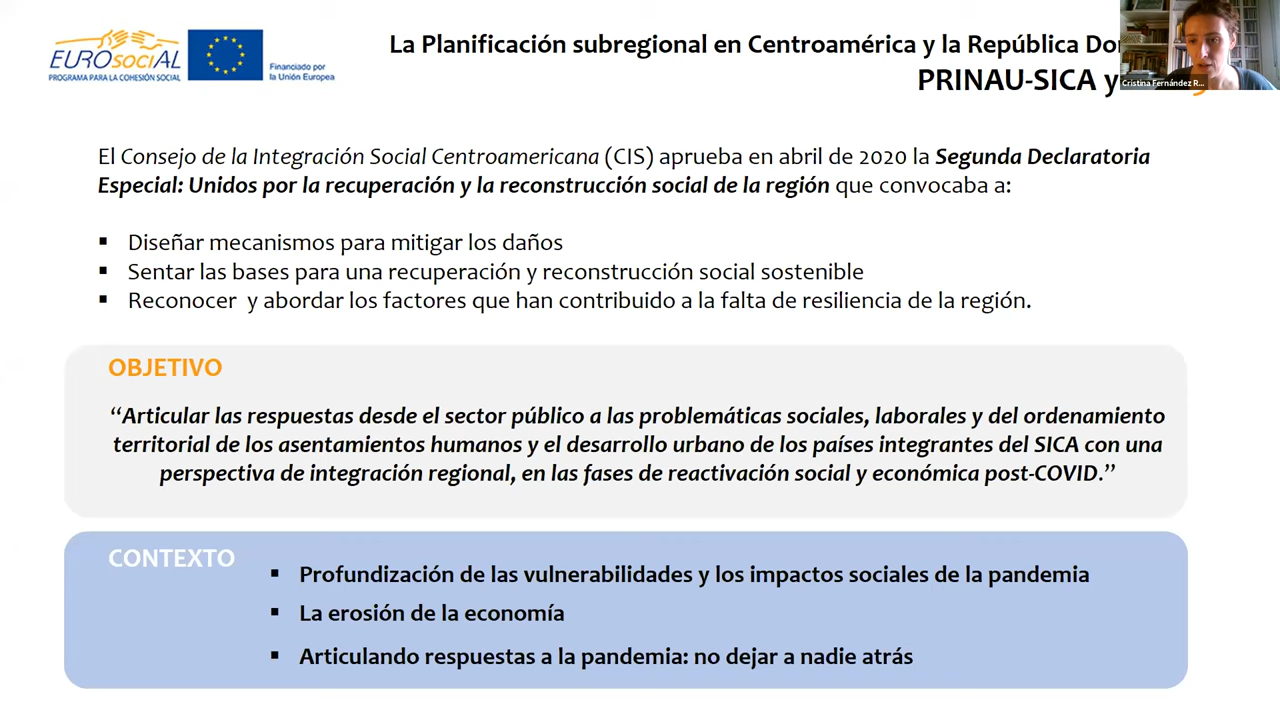 EUROsociAL
PROGRAMA PARA LA COHESIÓN SOCIAL
Financiado por
la Unión Europea
La Planificación subregional en Centroamérica y la República
PRINAU-SICA y
Cristina Fernández R...
El Consejo de la Integración Social Centroamericana (CIS) aprueba en abril de 2020 la Segunda Declaratoria
Especial: Unidos por la recuperación y la reconstrucción social de la región que convocaba a:
▪ Diseñar mecanismos para mitigar los daños
▪ Sentar las bases para una recuperación y reconstrucción social sostenible
▪ Reconocer y abordar los factores que han contribuido a la falta de resiliencia de la región.
OBJETIVO
“Articular las respuestas desde el sector público a las problemáticas sociales, laborales y del ordenamiento
territorial de los asentamientos humanos y el desarrollo urbano de los países integrantes del SICA con una
perspectiva de integración regional, en las fases de reactivación social y económica post-COVID.”
CONTEXTO
▪ Profundización de las vulnerabilidades y los impactos sociales de la pandemia
▪ La erosión de la economía
▪ Articulando respuestas a la pandemia: no dejar a nadie atrás